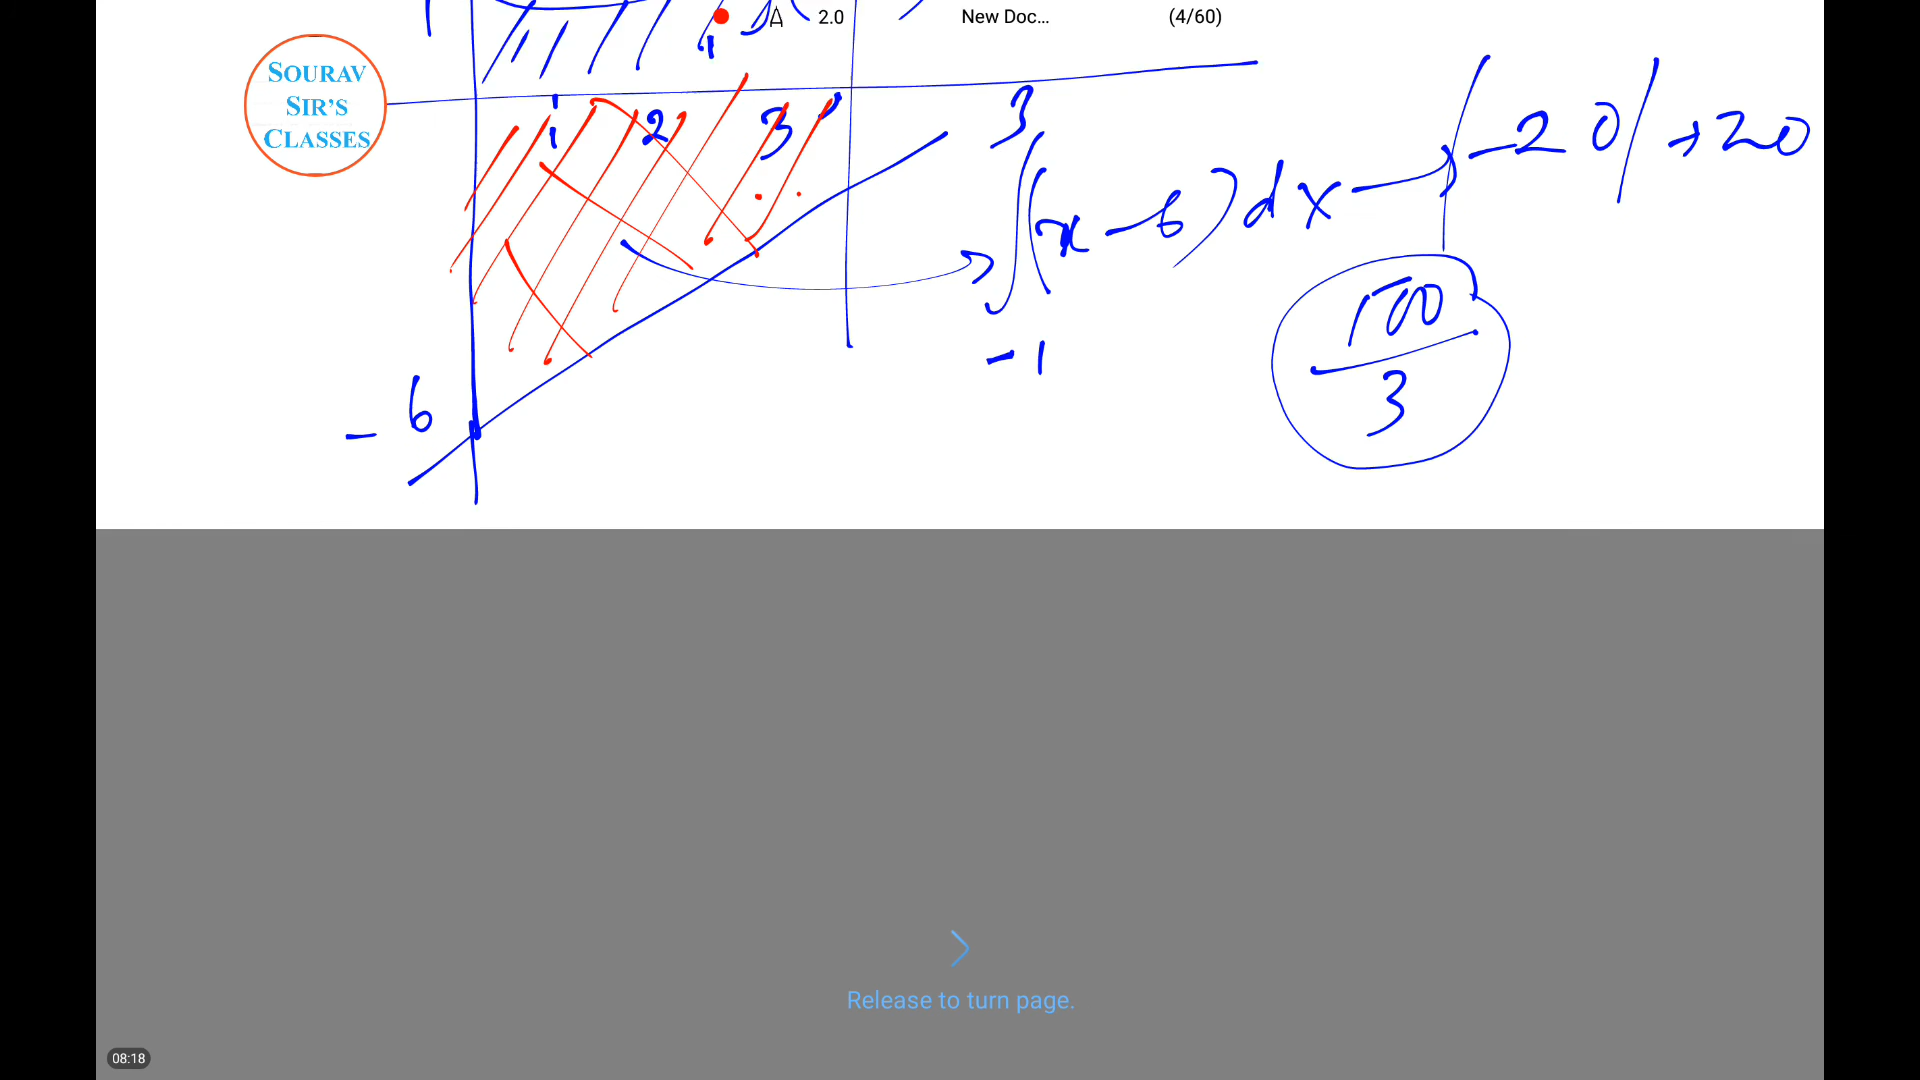 A 2.0 New Doc... (4/60)
SOURAV
SIR'S
CLASSES
1 2 3
3
∫(x-6)dx → |-20| → 20
-1
100
3
-6
Release to turn page.
08:18